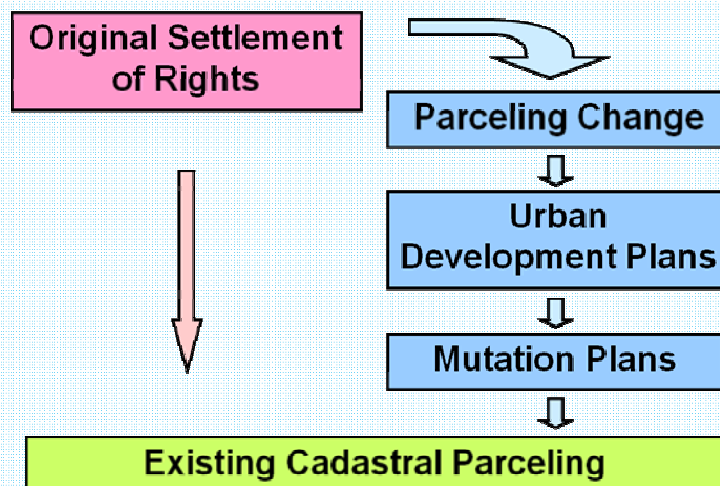 Original Settlement
of Rights
Parceling Change
Urban
Development Plans
Mutation Plans
Existing Cadastral Parceling